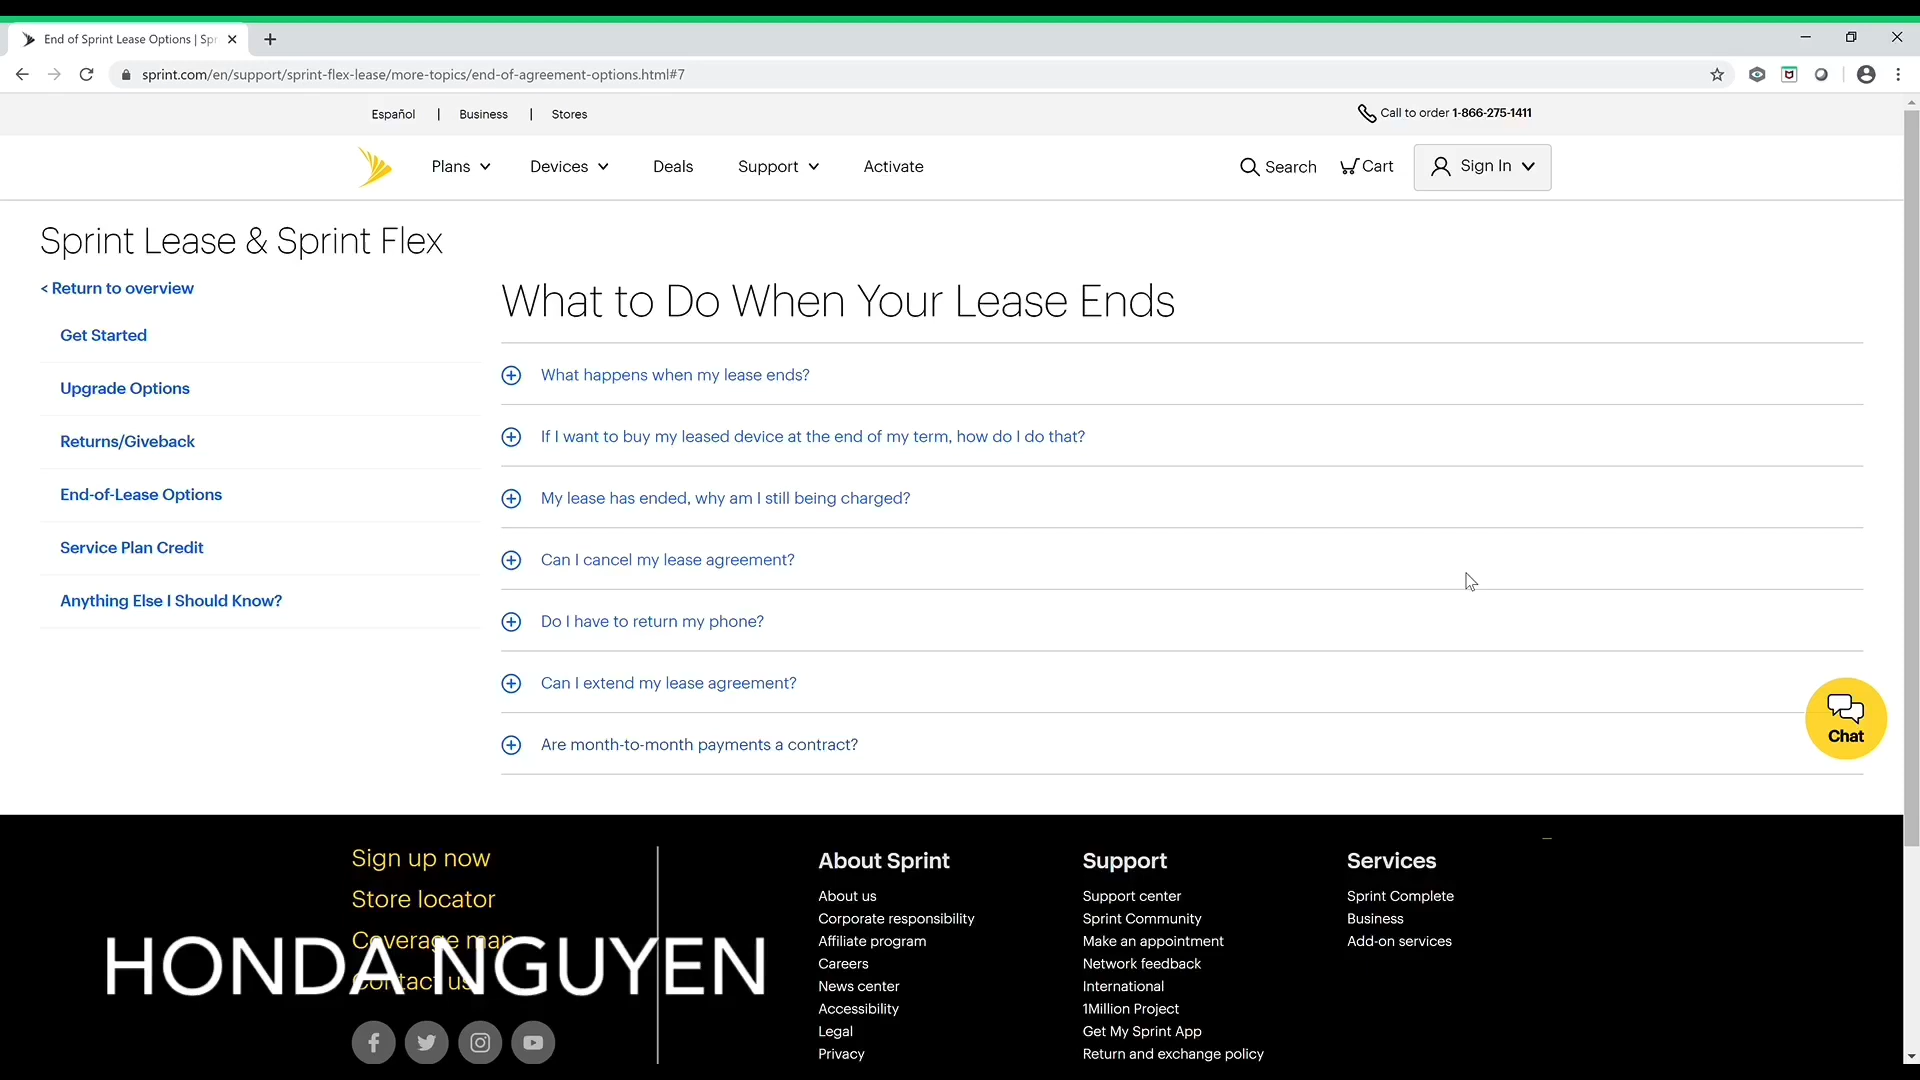 End of Sprint Lease Options | Spr
sprint.com/en/support/sprint-flex-lease/more-topics/end-of-agreement-options.html#7
Español | Business | Stores
Call to order 1-866-275-1411
Plans
Devices
Deals
Support
Activate
Search
Cart
Sign In
Sprint Lease & Sprint Flex
< Return to overview
Get Started
Upgrade Options
Returns/Giveback
End-of-Lease Options
Service Plan Credit
Anything Else I Should Know?
What to Do When Your Lease Ends
What happens when my lease ends?
If I want to buy my leased device at the end of my term, how do I do that?
My lease has ended, why am I still being charged?
Can I cancel my lease agreement?
Do I have to return my phone?
Can I extend my lease agreement?
Are month-to-month payments a contract?
Chat
Sign up now
Store locator
Coverage map
Contact us
HONDA NGUYEN
About Sprint
About us
Corporate responsibility
Affiliate program
Careers
News center
Accessibility
Legal
Privacy
Support
Support center
Sprint Community
Make an appointment
Network feedback
International
1Million Project
Get My Sprint App
Return and exchange policy
Services
Sprint Complete
Business
Add-on services